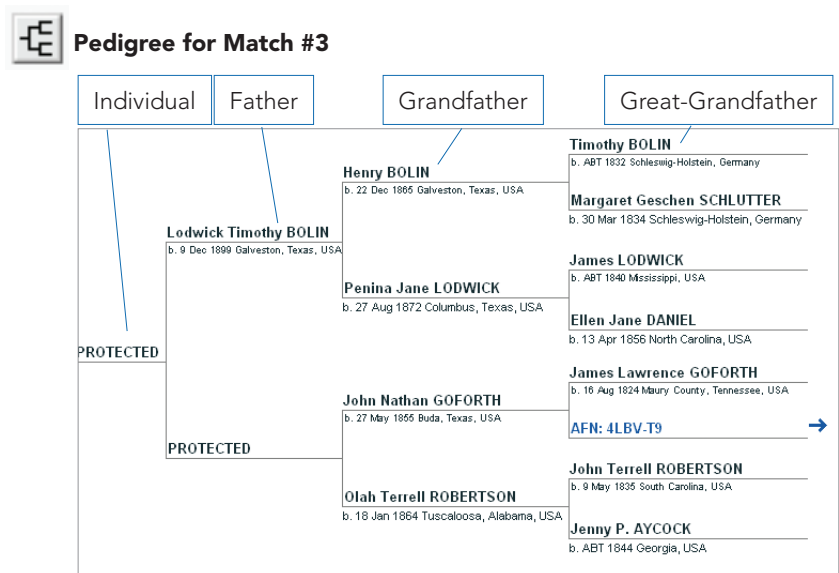 Pedigree for Match #3
Individual
Father
Grandfather
Great-Grandfather
Timothy BOLIN
b. ABT 1832 Schleswig-Holstein, Germany
Henry BOLIN
b. 22 Dec 1865 Galveston, Texas, USA
Margaret Geschen SCHLUTTER
b. 30 Mar 1834 Schleswig-Holstein, Germany
Lodwick Timothy BOLIN
b. 9 Dec 1899 Galveston, Texas, USA
James LODWICK
b. ABT 1840 Mississippi, USA
Penina Jane LODWICK
b. 27 Aug 1872 Columbus, Texas, USA
Ellen Jane DANIEL
b. 13 Apr 1856 North Carolina, USA
PROTECTED
James Lawrence GOFORTH
b. 16 Aug 1824 Maury County, Tennessee, USA
John Nathan GOFORTH
b. 27 May 1855 Buda, Texas, USA
AFN: 4LBV-T9
PROTECTED
John Terrell ROBERTSON
b. 9 May 1835 South Carolina, USA
Olah Terrell ROBERTSON
b. 18 Jan 1864 Tuscaloosa, Alabama, USA
Jenny P. AYCOCK
b. ABT 1844 Georgia, USA